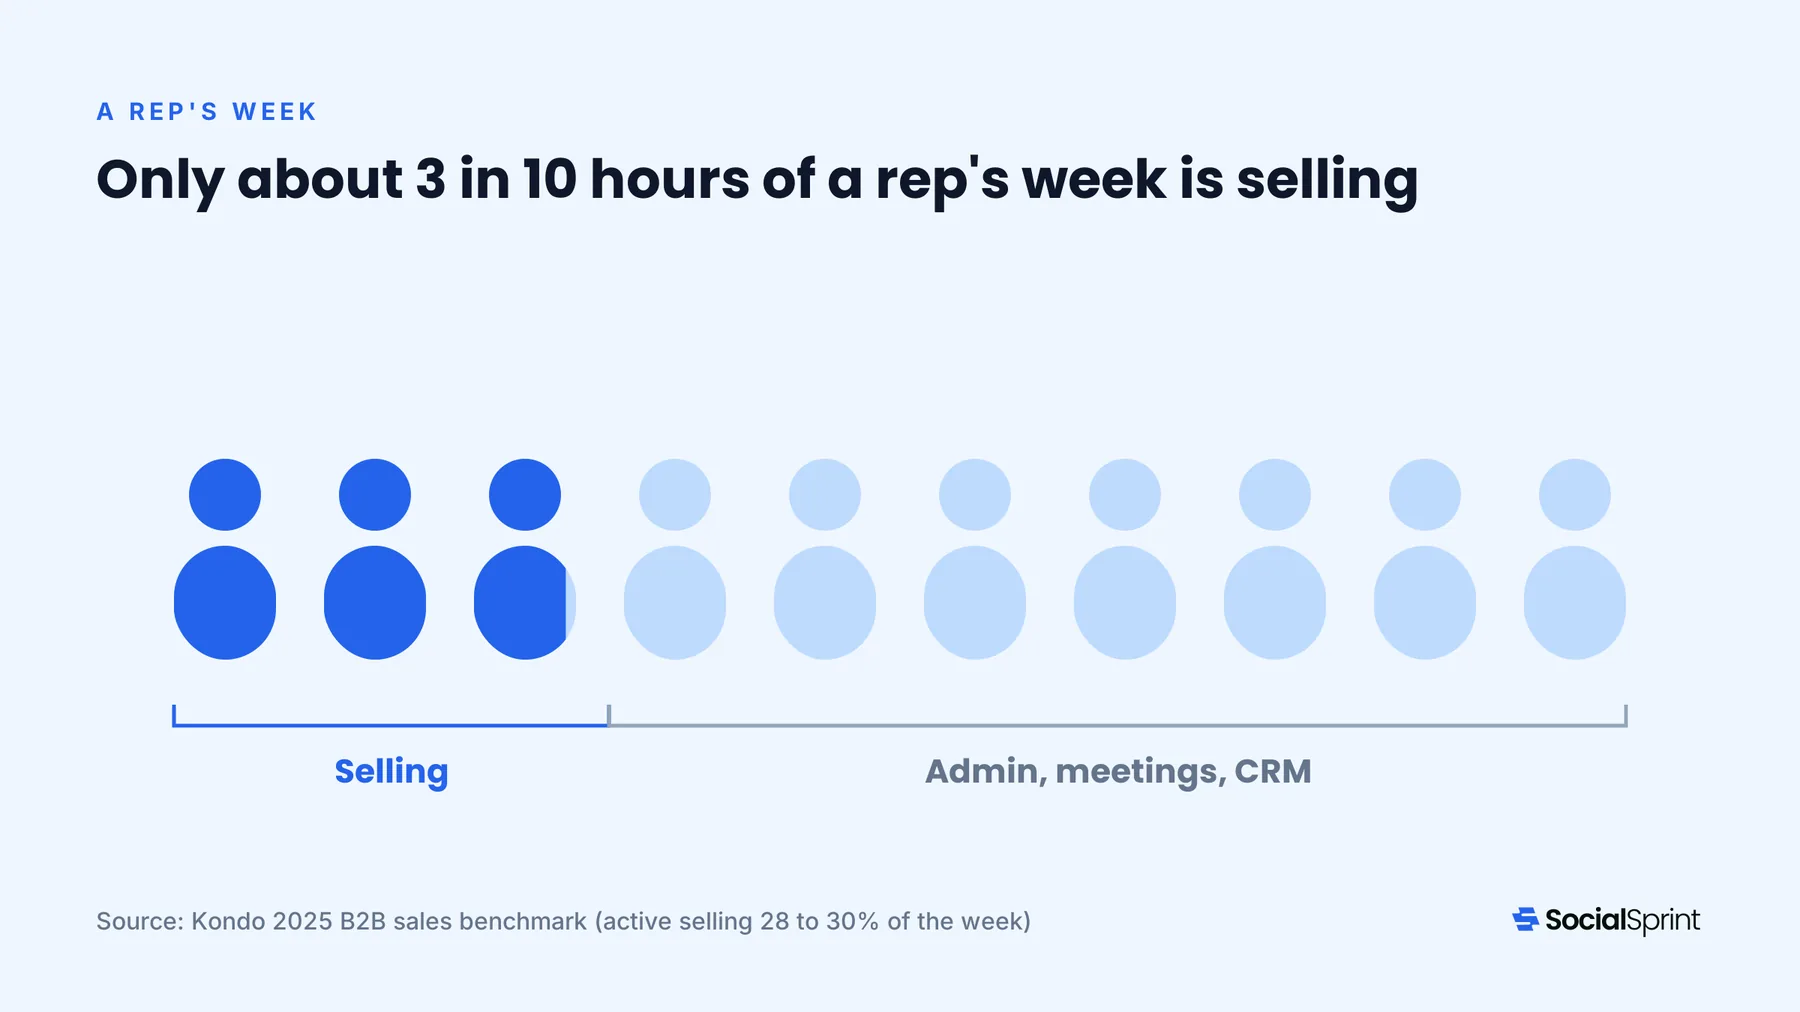 A REP'S WEEK
Only about 3 in 10 hours of a rep's week is selling
Selling
Admin, meetings, CRM
Source: Kondo 2025 B2B sales benchmark (active selling 28 to 30% of the week)
SocialSprint